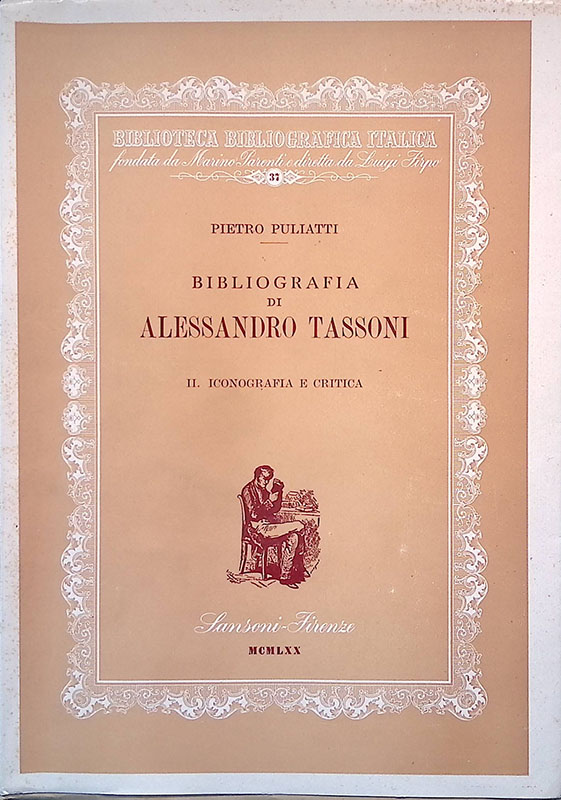 BIBLIOTECA BIBLIOGRAFICA ITALICA
fondata da Marino Parenti e diretta da Luigi Firpo
37
PIETRO PULIATTI
BIBLIOGRAFIA
DI
ALESSANDRO TASSONI
II. ICONOGRAFIA E CRITICA
Sansoni-Firenze
MCMLXX